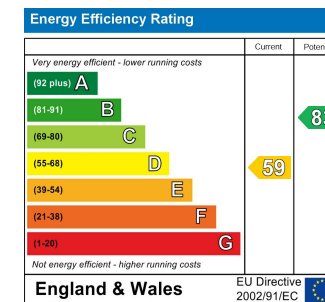 Energy Efficiency Rating
Current
Very energy efficient - lower running costs
(92 plus) A
(81-91) B
(69-80) C
(55-68) D
59
(39-54) E
(21-38) F
(1-20) G
Not energy efficient - higher running costs
England & Wales
EU Directive
2002/91/EC